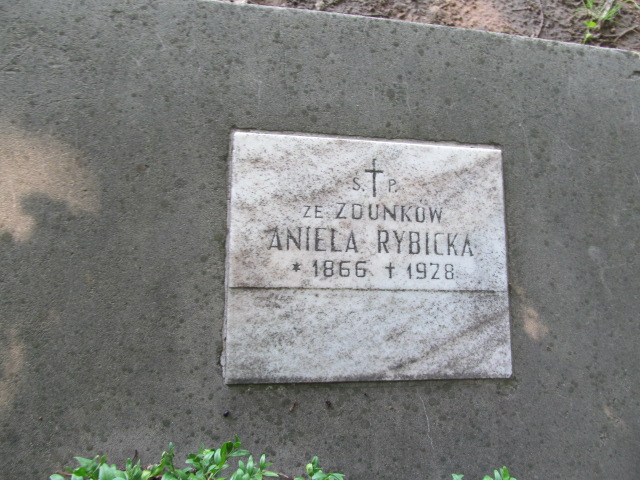 Ś. † P.
ZE ZDUNKÓW
ANIELA RYBICKA
* 1866 † 1928